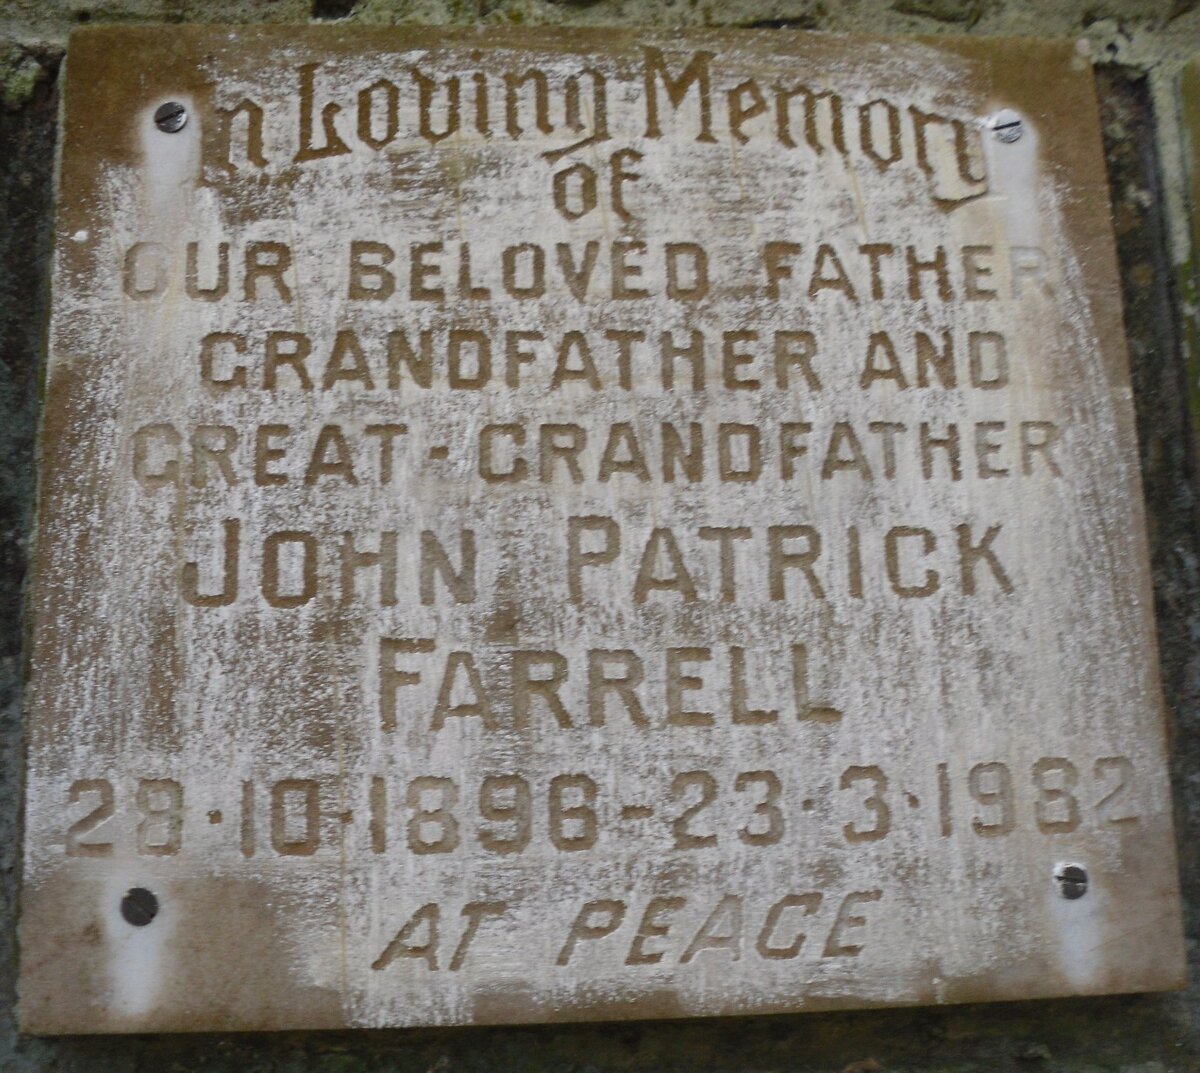 In Loving Memory
of
OUR BELOVED FATHER
GRANDFATHER AND
GREAT-GRANDFATHER
JOHN PATRICK
FARRELL
28·10·1896-23·3·1982
AT PEACE